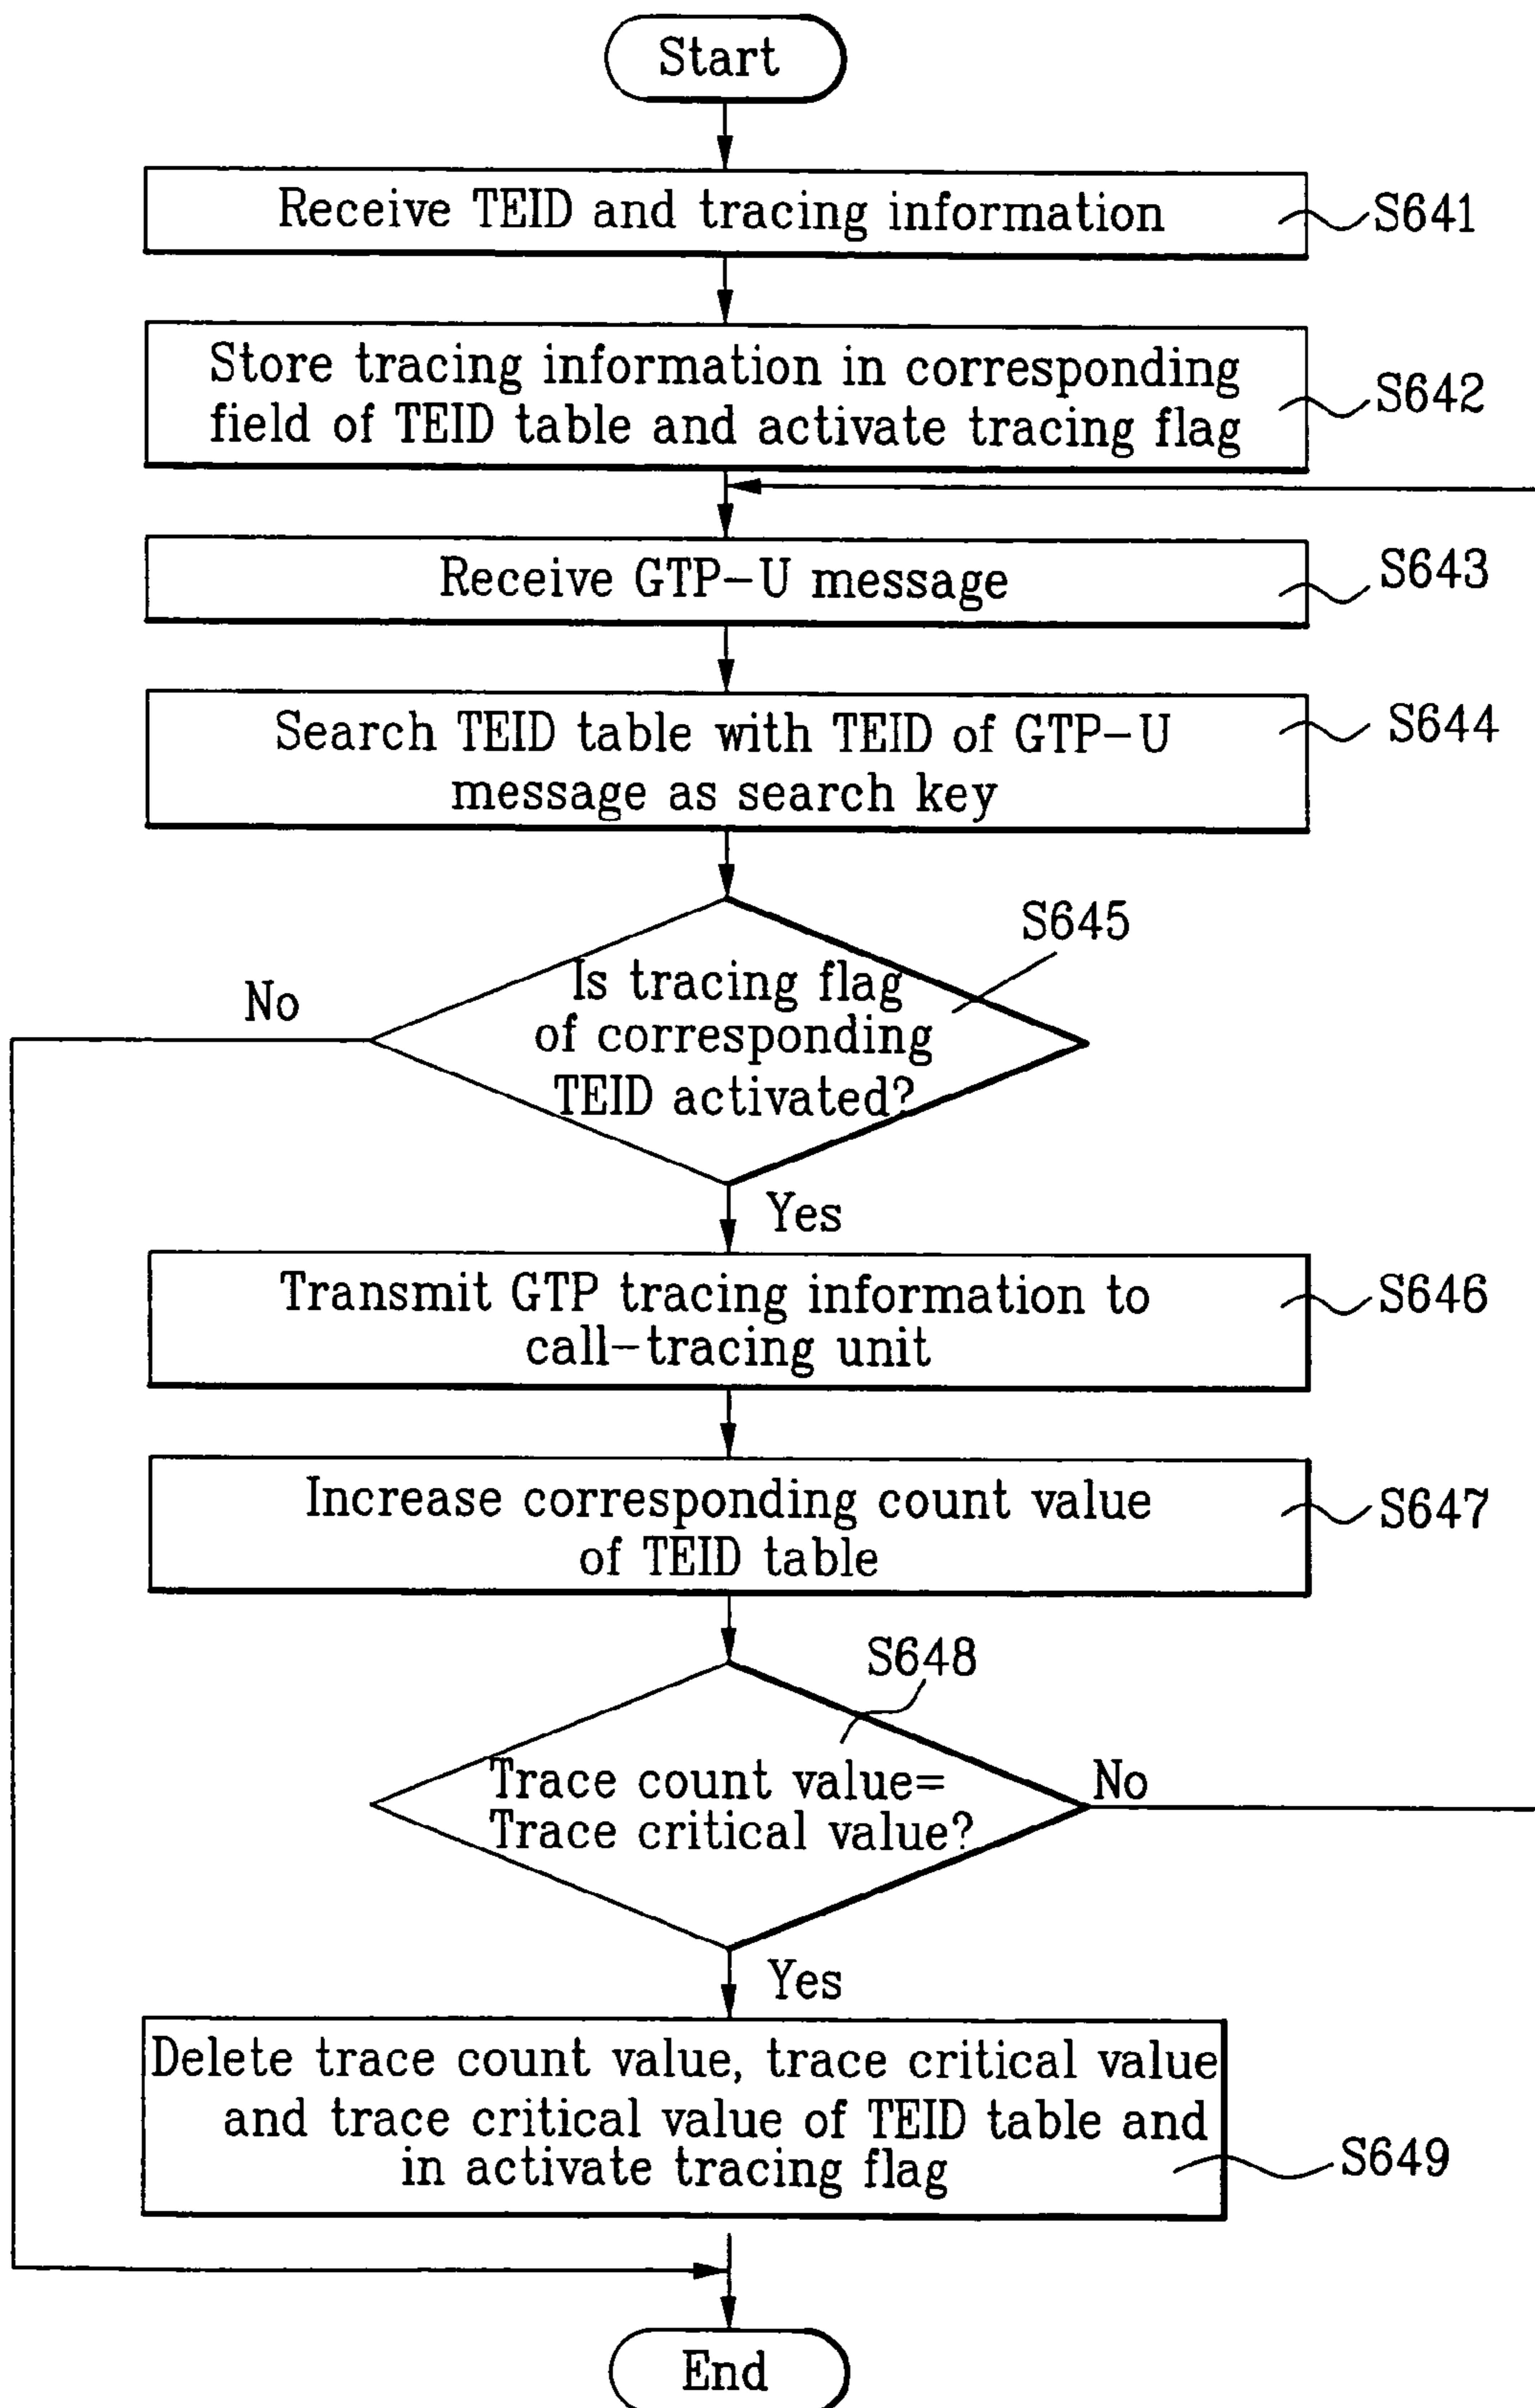 Start
Receive TEID and tracing information
S641
Store tracing information in corresponding
field of TEID table and activate tracing flag
S642
Receive GTP-U message
S643
Search TEID table with TEID of GTP-U
message as search key
S644
S645
Is tracing flag
of corresponding
TEID activated?
No
Yes
Transmit GTP tracing information to
call-tracing unit
S646
Increase corresponding count value
of TEID table
S647
S648
Trace count value=
Trace critical value?
No
Yes
Delete trace count value, trace critical value
and trace critical value of TEID table and
in activate tracing flag
S649
End